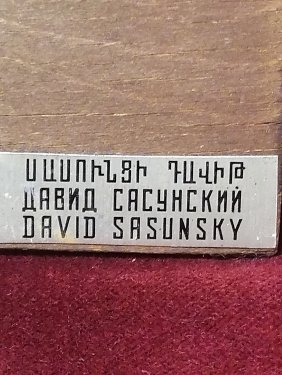 ՍԱՍՈՒՆՑԻ ԴԱՎԻԹ
ДАВИД САСУНСКИЙ
DAVID SASUNSKY